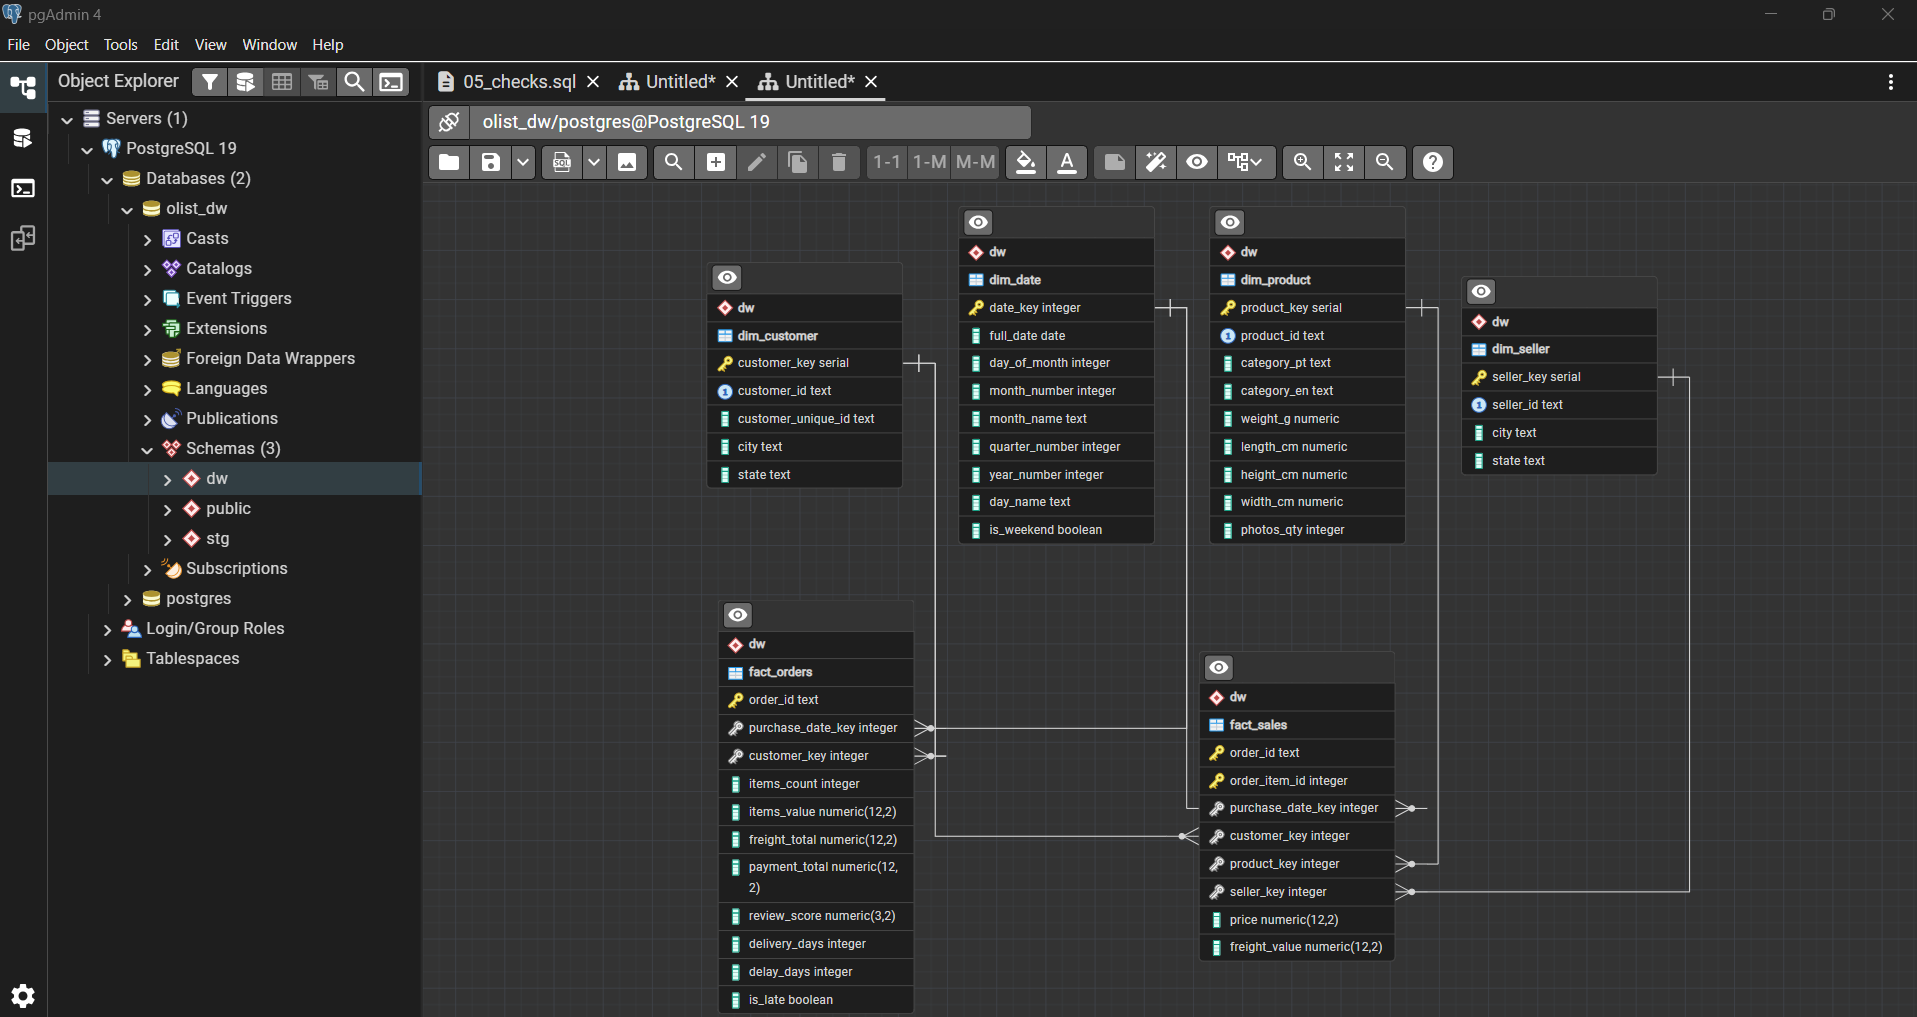 pgAdmin 4
File Object Tools Edit View Window Help
Object Explorer
05_checks.sql
Untitled*
Untitled*
olist_dw/postgres@PostgreSQL 19
SQL
1-1 1-M M-M
Servers (1)
PostgreSQL 19
Databases (2)
olist_dw
Casts
Catalogs
Event Triggers
Extensions
Foreign Data Wrappers
Languages
Publications
Schemas (3)
dw
public
stg
Subscriptions
postgres
Login/Group Roles
Tablespaces
dw
dim_customer
customer_key serial
customer_id text
customer_unique_id text
city text
state text
dw
dim_date
date_key integer
full_date date
day_of_month integer
month_number integer
month_name text
quarter_number integer
year_number integer
day_name text
is_weekend boolean
dw
dim_product
product_key serial
product_id text
category_pt text
category_en text
weight_g numeric
length_cm numeric
height_cm numeric
width_cm numeric
photos_qty integer
dw
dim_seller
seller_key serial
seller_id text
city text
state text
dw
fact_orders
order_id text
purchase_date_key integer
customer_key integer
items_count integer
items_value numeric(12,2)
freight_total numeric(12,2)
payment_total numeric(12,
2)
review_score numeric(3,2)
delivery_days integer
delay_days integer
is_late boolean
dw
fact_sales
order_id text
order_item_id integer
purchase_date_key integer
customer_key integer
product_key integer
seller_key integer
price numeric(12,2)
freight_value numeric(12,2)